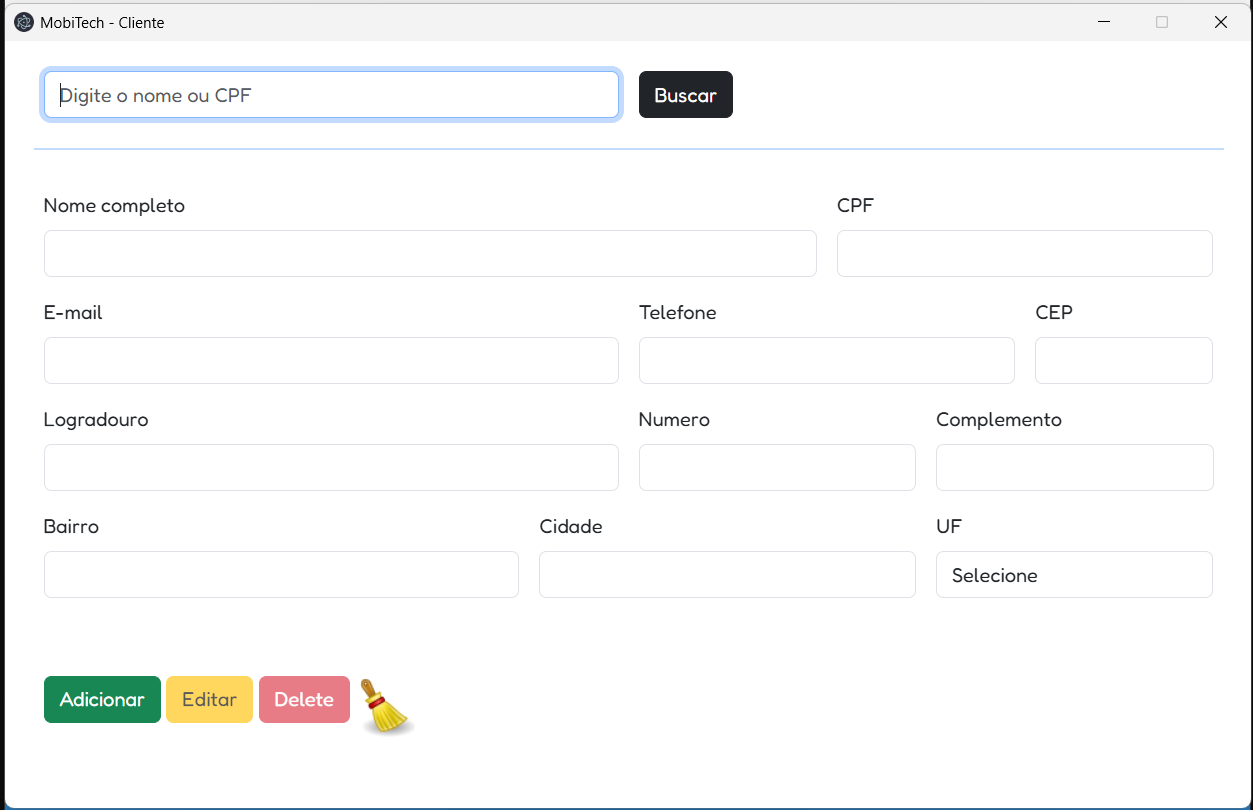 MobiTech - Cliente
Digite o nome ou CPF Buscar
Nome completo CPF
E-mail Telefone CEP
Logradouro Numero Complemento
Bairro Cidade UF
Selecione
Adicionar Editar Delete